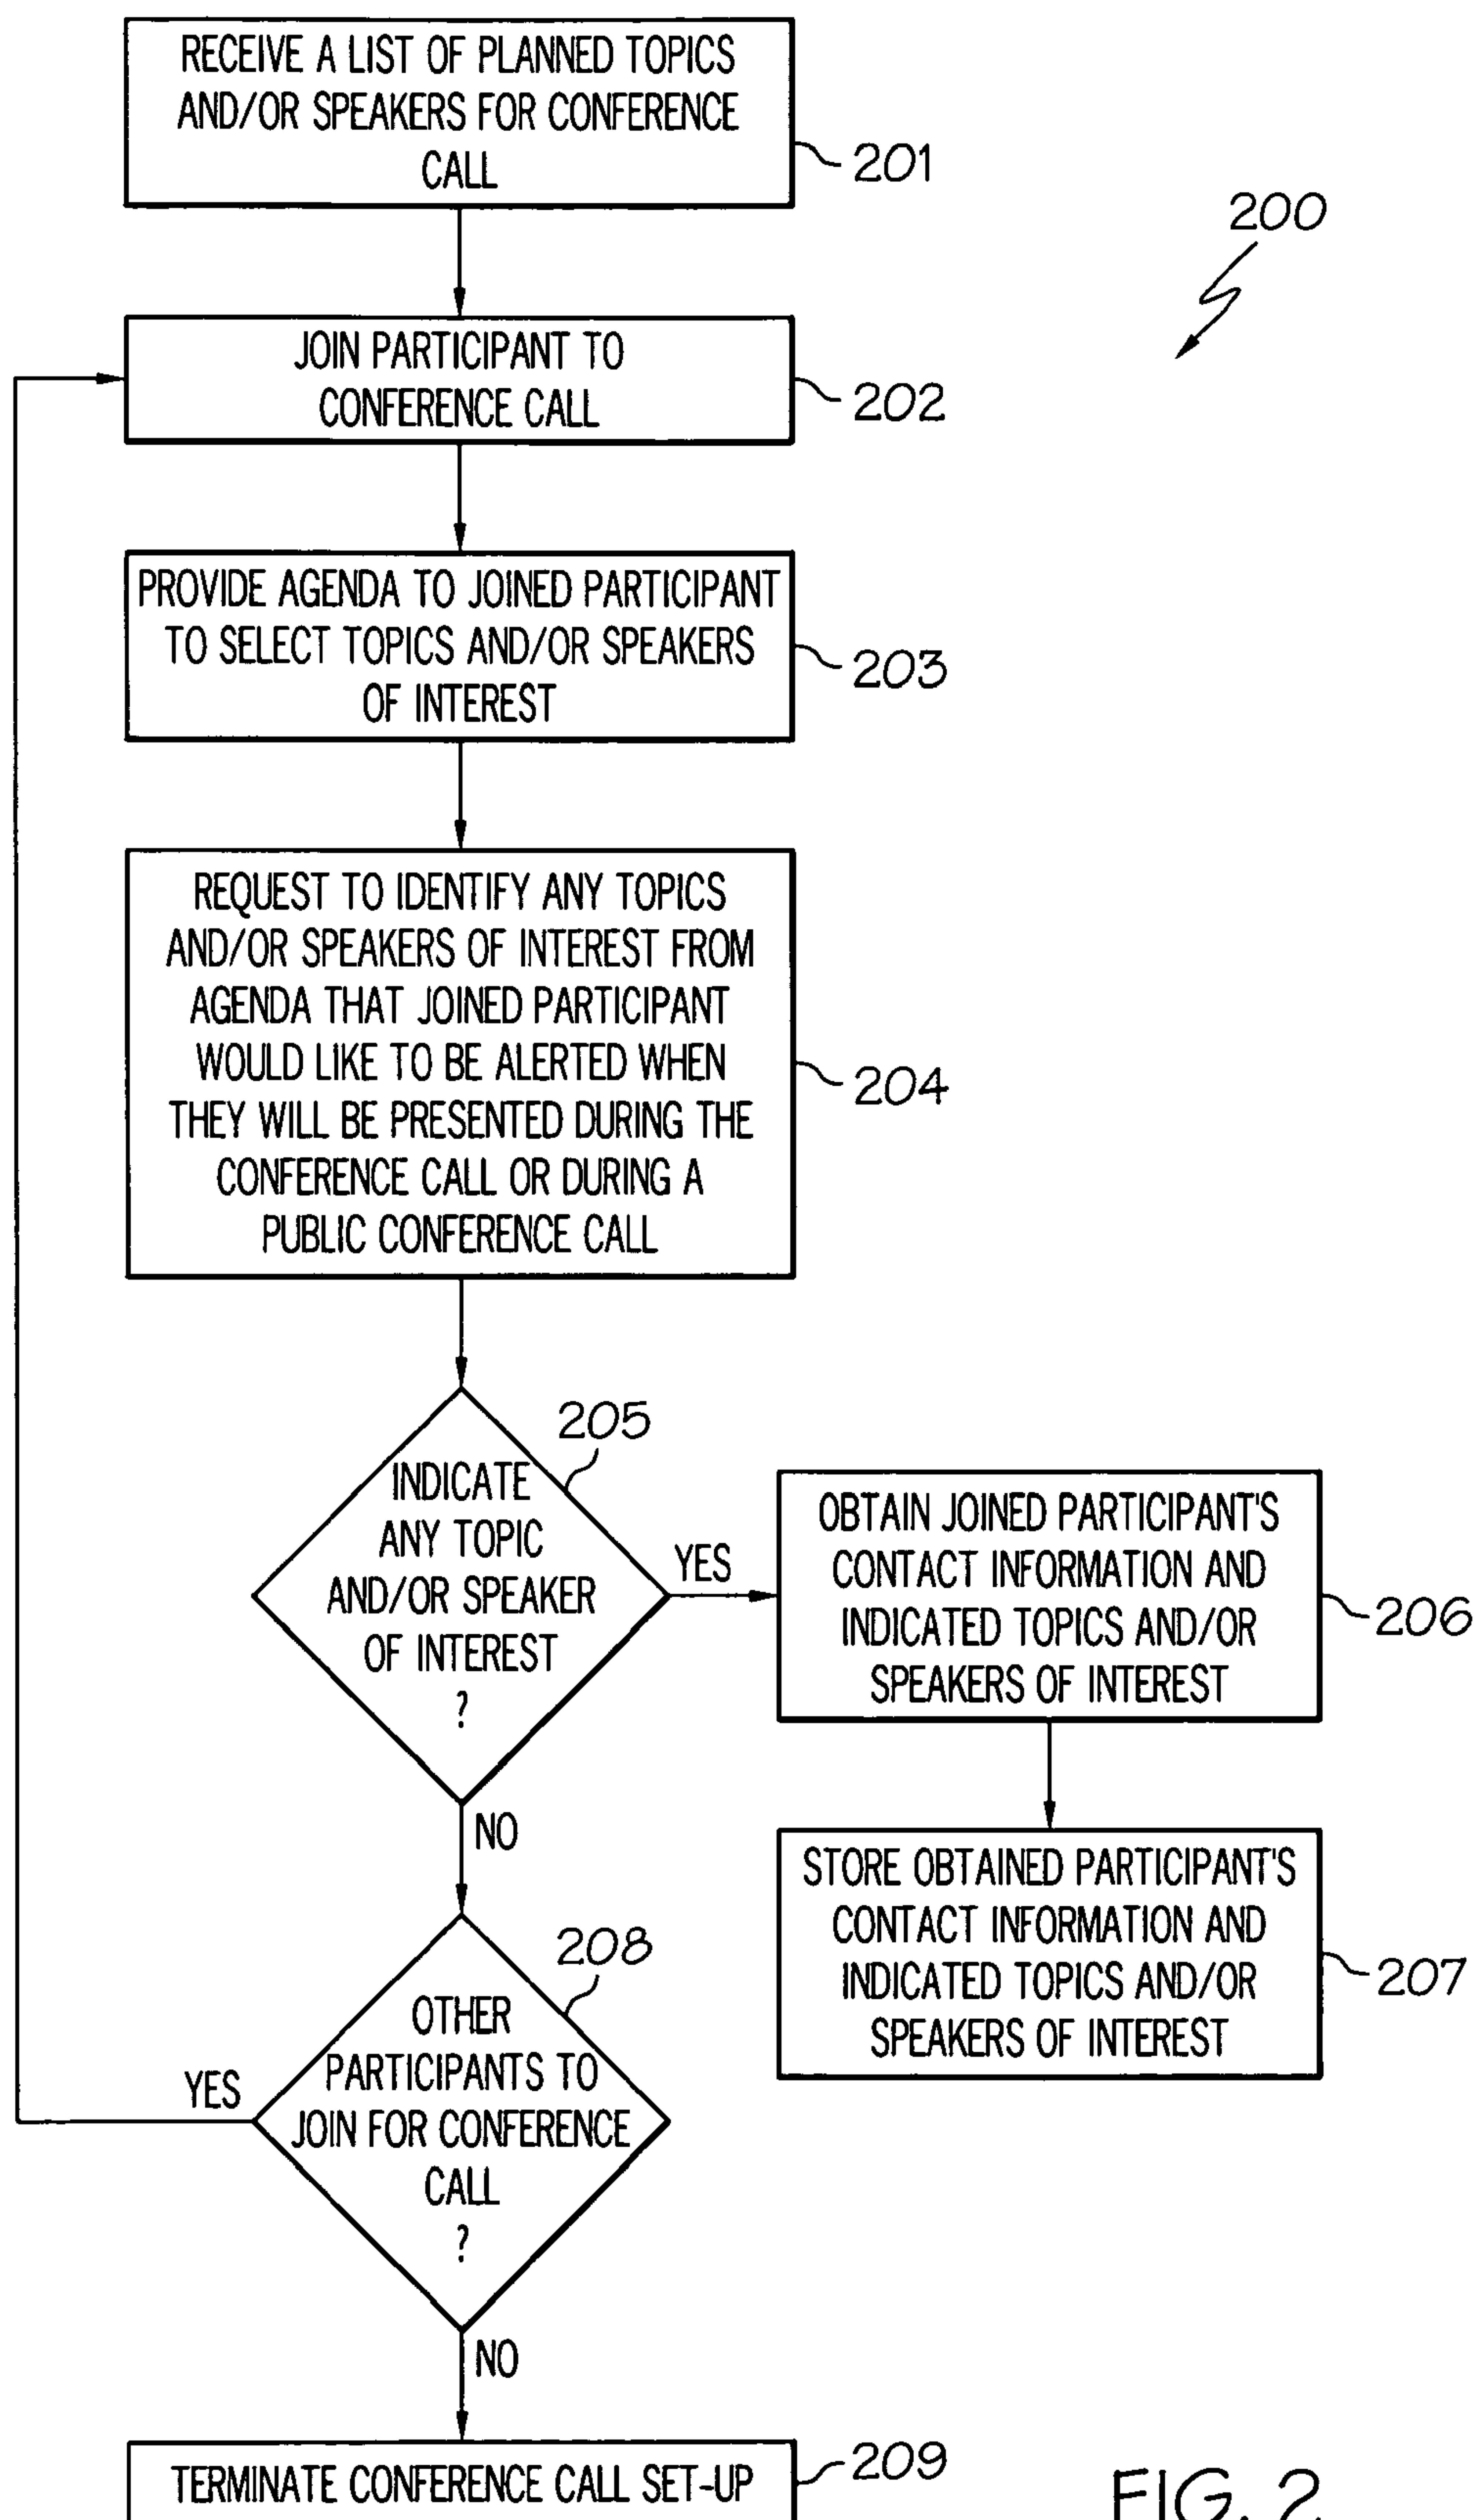 RECEIVE A LIST OF PLANNED TOPICS
AND/OR SPEAKERS FOR CONFERENCE
CALL
201
200
JOIN PARTICIPANT TO
CONFERENCE CALL
202
PROVIDE AGENDA TO JOINED PARTICIPANT
TO SELECT TOPICS AND/OR SPEAKERS
OF INTEREST
203
REQUEST TO IDENTIFY ANY TOPICS
AND/OR SPEAKERS OF INTEREST FROM
AGENDA THAT JOINED PARTICIPANT
WOULD LIKE TO BE ALERTED WHEN
THEY WILL BE PRESENTED DURING THE
CONFERENCE CALL OR DURING A
PUBLIC CONFERENCE CALL
204
205
INDICATE
ANY TOPIC
AND/OR SPEAKER
OF INTEREST
?
YES
OBTAIN JOINED PARTICIPANT'S
CONTACT INFORMATION AND
INDICATED TOPICS AND/OR
SPEAKERS OF INTEREST
206
NO
STORE OBTAINED PARTICIPANT'S
CONTACT INFORMATION AND
INDICATED TOPICS AND/OR
SPEAKERS OF INTEREST
207
208
OTHER
PARTICIPANTS TO
JOIN FOR CONFERENCE
CALL
?
YES
NO
TERMINATE CONFERENCE CALL SET-UP
209
FIG. 2